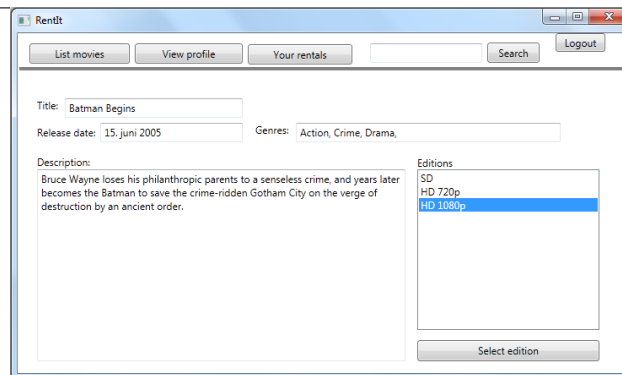 RentIt
Logout
List movies View profile Your rentals Search
Title: Batman Begins
Release date: 15. juni 2005 Genres: Action, Crime, Drama,
Description:
Bruce Wayne loses his philanthropic parents to a senseless crime, and years later
becomes the Batman to save the crime-ridden Gotham City on the verge of
destruction by an ancient order.
Editions
SD
HD 720p
HD 1080p
Select edition